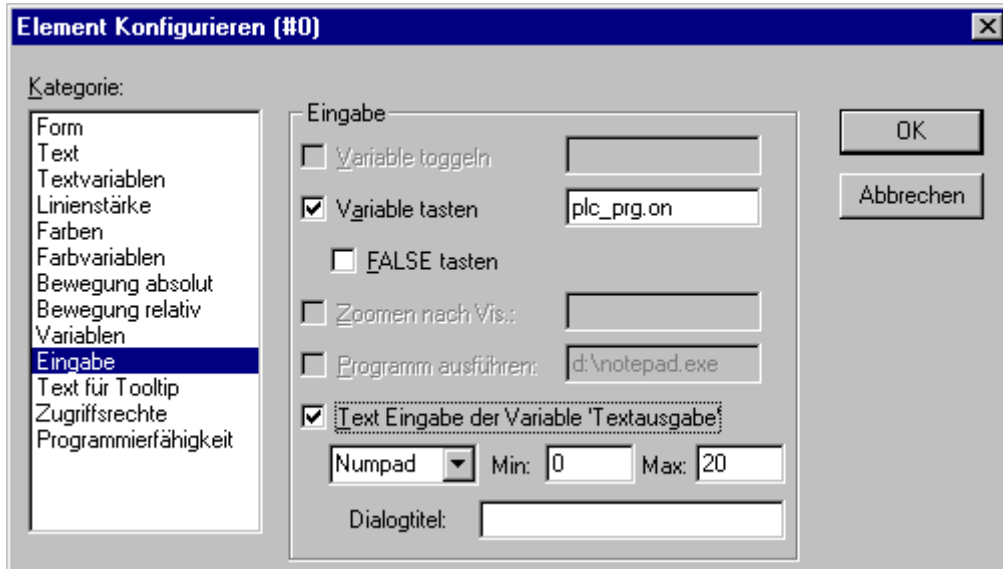 Element Konfigurieren (#0)
Kategorie:
Form
Text
Textvariablen
Linienstärke
Farben
Farbvariablen
Bewegung absolut
Bewegung relativ
Variablen
Eingabe
Text für Tooltip
Zugriffsrechte
Programmierfähigkeit
Eingabe
Variable toggeln
Variable tasten plc_prg.on
FALSE tasten
Zoomen nach Vis.:
Programm ausführen: d:\notepad.exe
Text Eingabe der Variable 'Textausgabe'
Numpad Min: 0 Max: 20
Dialogtitel:
OK
Abbrechen